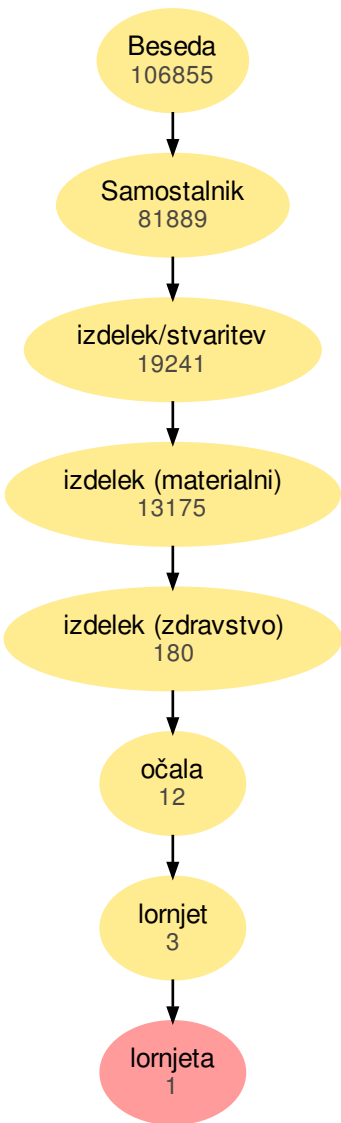 Beseda
106855
Samostalnik
81889
izdelek/stvaritev
19241
izdelek (materialni)
13175
izdelek (zdravstvo)
180
očala
12
lornjet
3
lornjeta
1